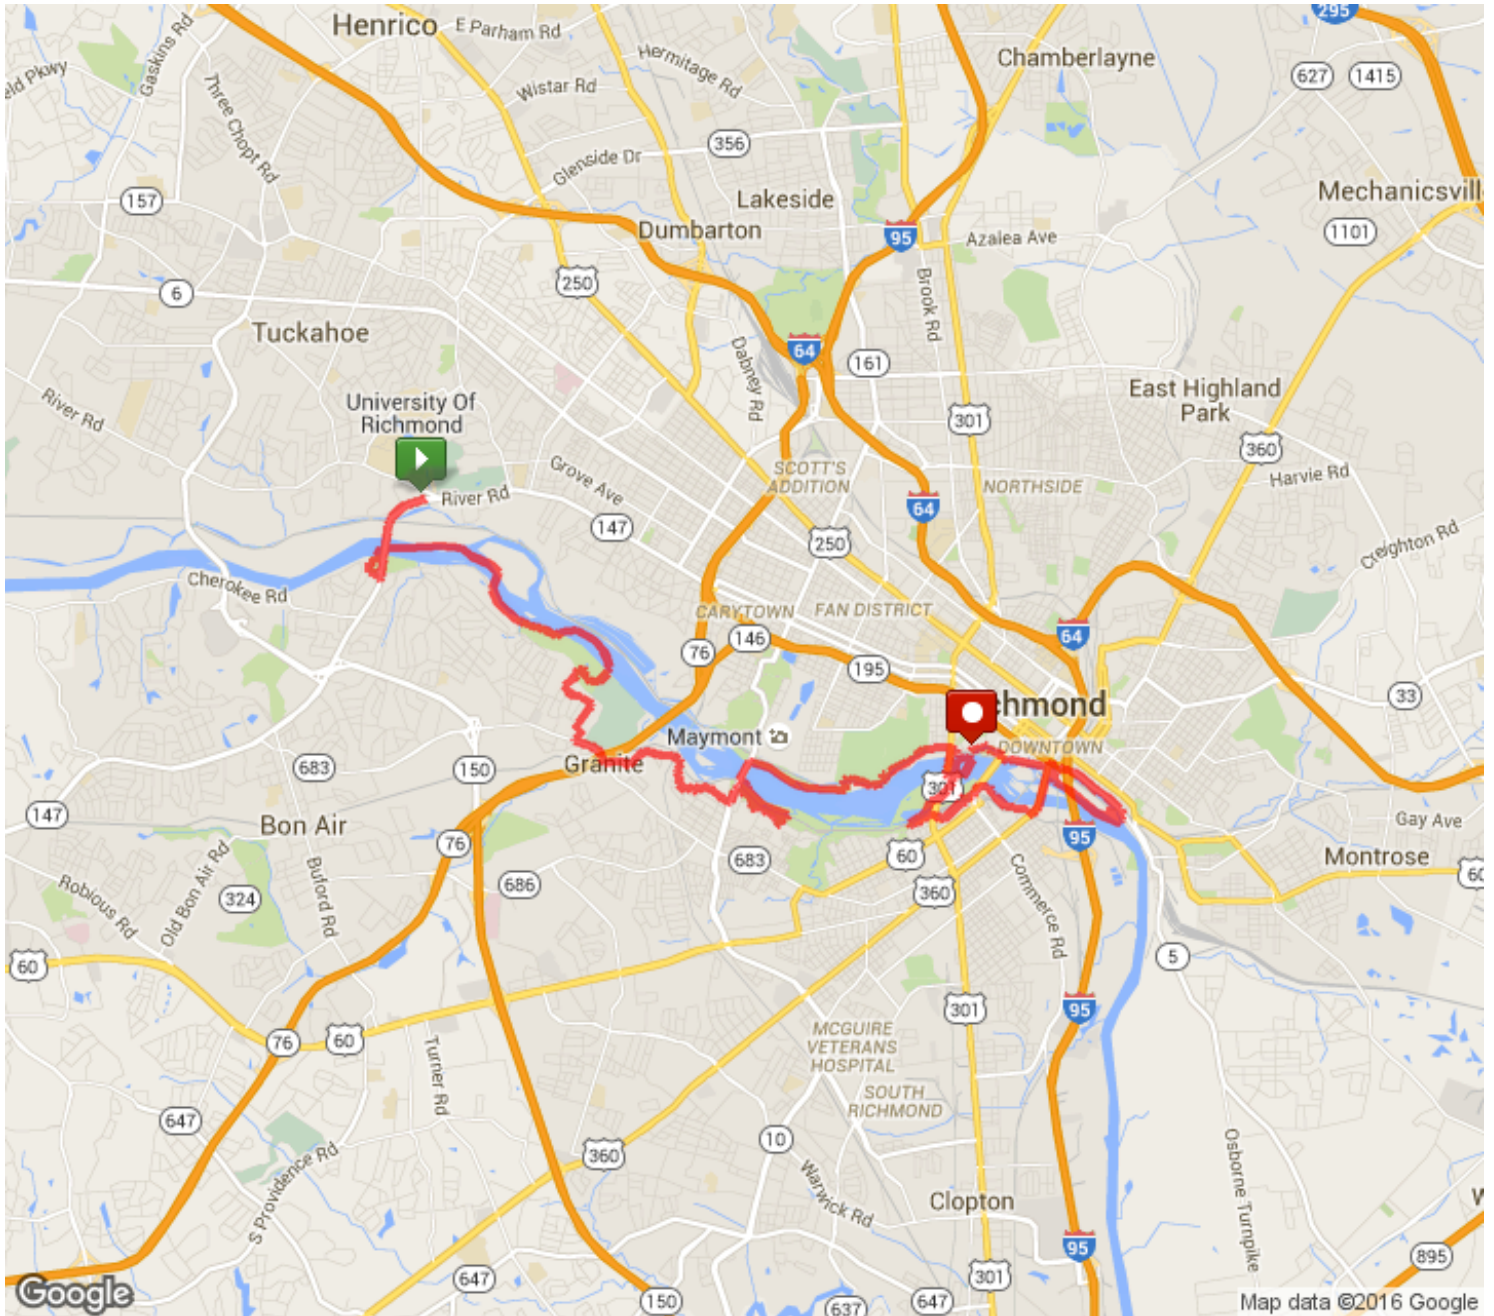 295
Henrico
E Parham Rd
Gaskins Rd
Chamberlayne
Hermitage Rd
627
1415
Three Chopt Rd
Wistar Rd
356
Glenside Dr
Lakeside
Mechanicsvill
157
Dumbarton
95
Azalea Ave
1101
250
Brook Rd
6
Tuckahoe
64
161
Dabney Rd
East Highland
Park
River Rd
University Of
Richmond
301
360
SCOTT'S
ADDITION
Grove Ave
NORTHSIDE
Harvie Rd
River Rd
147
64
250
Creighton Rd
Cherokee Rd
CARYTOWN
FAN DISTRICT
146
64
76
195
33
chmond
Maymont
DOWNTOWN
683
150
Granite
301
147
Bon Air
Gay Ave
76
95
60
683
Montrose
60
Robious Rd
Old Bon Air Rd
Buford Rd
324
686
360
Commerce Rd
60
5
301
95
76
60
Turner Rd
MCGUIRE
VETERANS
HOSPITAL
SOUTH
RICHMOND
647
10
S Providence Rd
360
Warwick Rd
Osborne Turnpike
Clopton
95
895
647
301
Google
150
637
647
Map data ©2016 Google